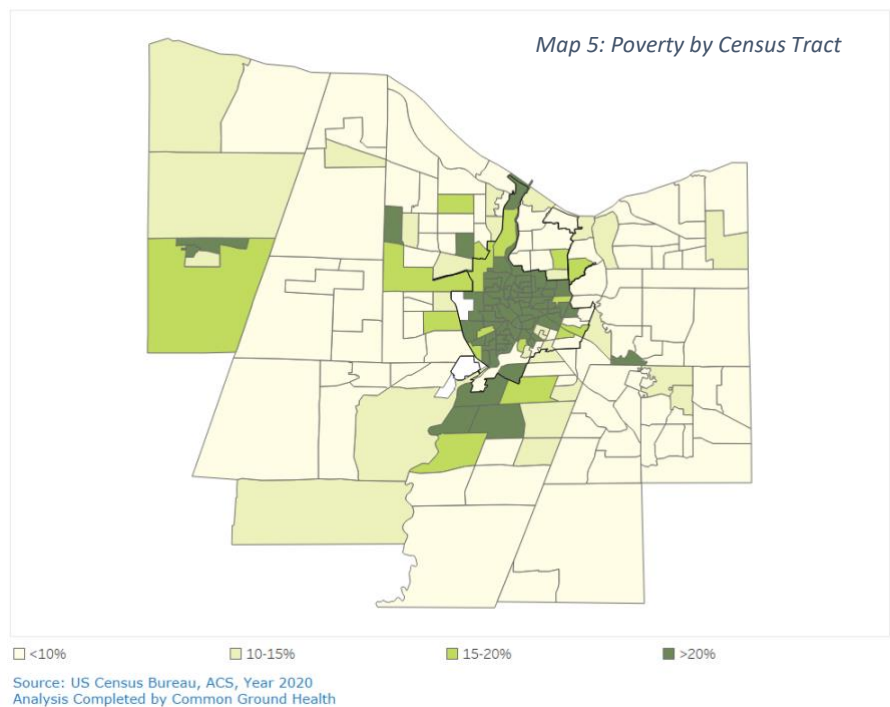 Map 5: Poverty by Census Tract
<10% 10-15% 15-20% >20%
Source: US Census Bureau, ACS, Year 2020
Analysis Completed by Common Ground Health